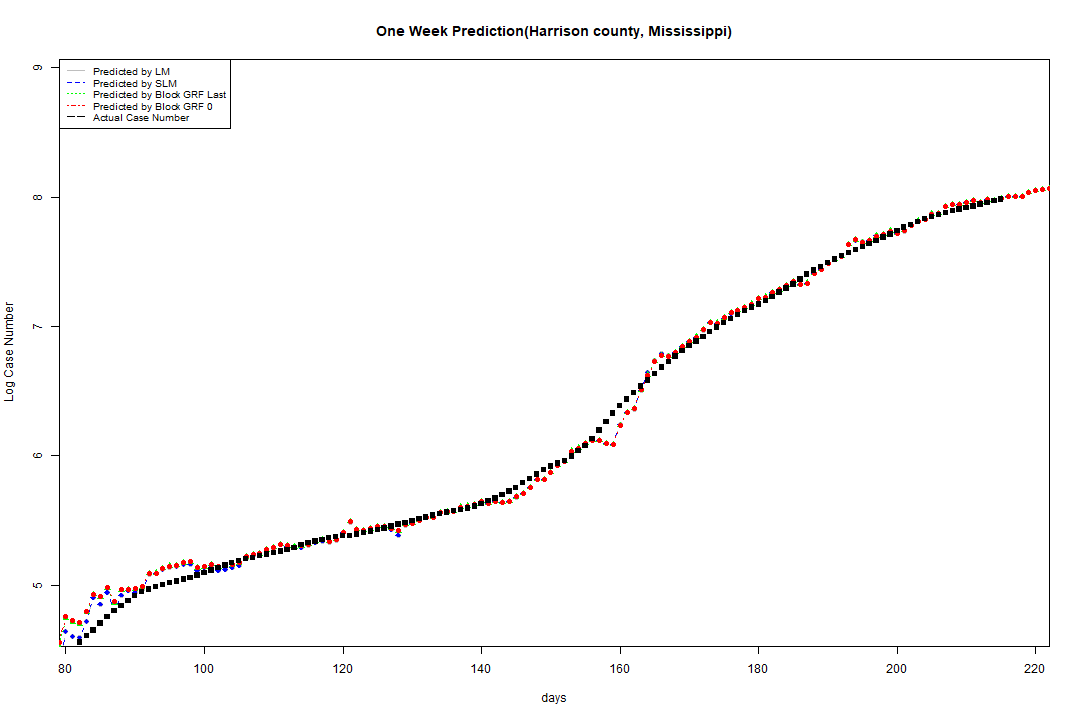 One Week Prediction(Harrison county, Mississippi)
Predicted by LM
Predicted by SLM
Predicted by Block GRF Last
Predicted by Block GRF 0
Actual Case Number
Log Case Number
9
8
7
6
5
80 100 120 140 160 180 200 220
days